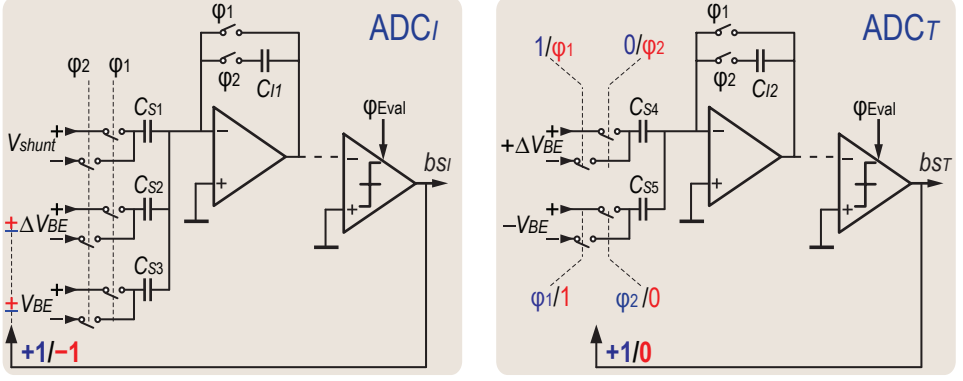 ADCI
φ1
φ2
CI1
φ2 φ1
CS1
Vshunt
+
−
−
+
φEval
−
+
bsI
CS2
±ΔVBE
+
−
CS3
±VBE
+
−
+1/−1
ADCT
φ1
φ2
CI2
1/φ1
0/φ2
CS4
+ΔVBE
+
−
−
+
φEval
−
+
bsT
CS5
−VBE
+
−
φ1/1
φ2/0
+1/0